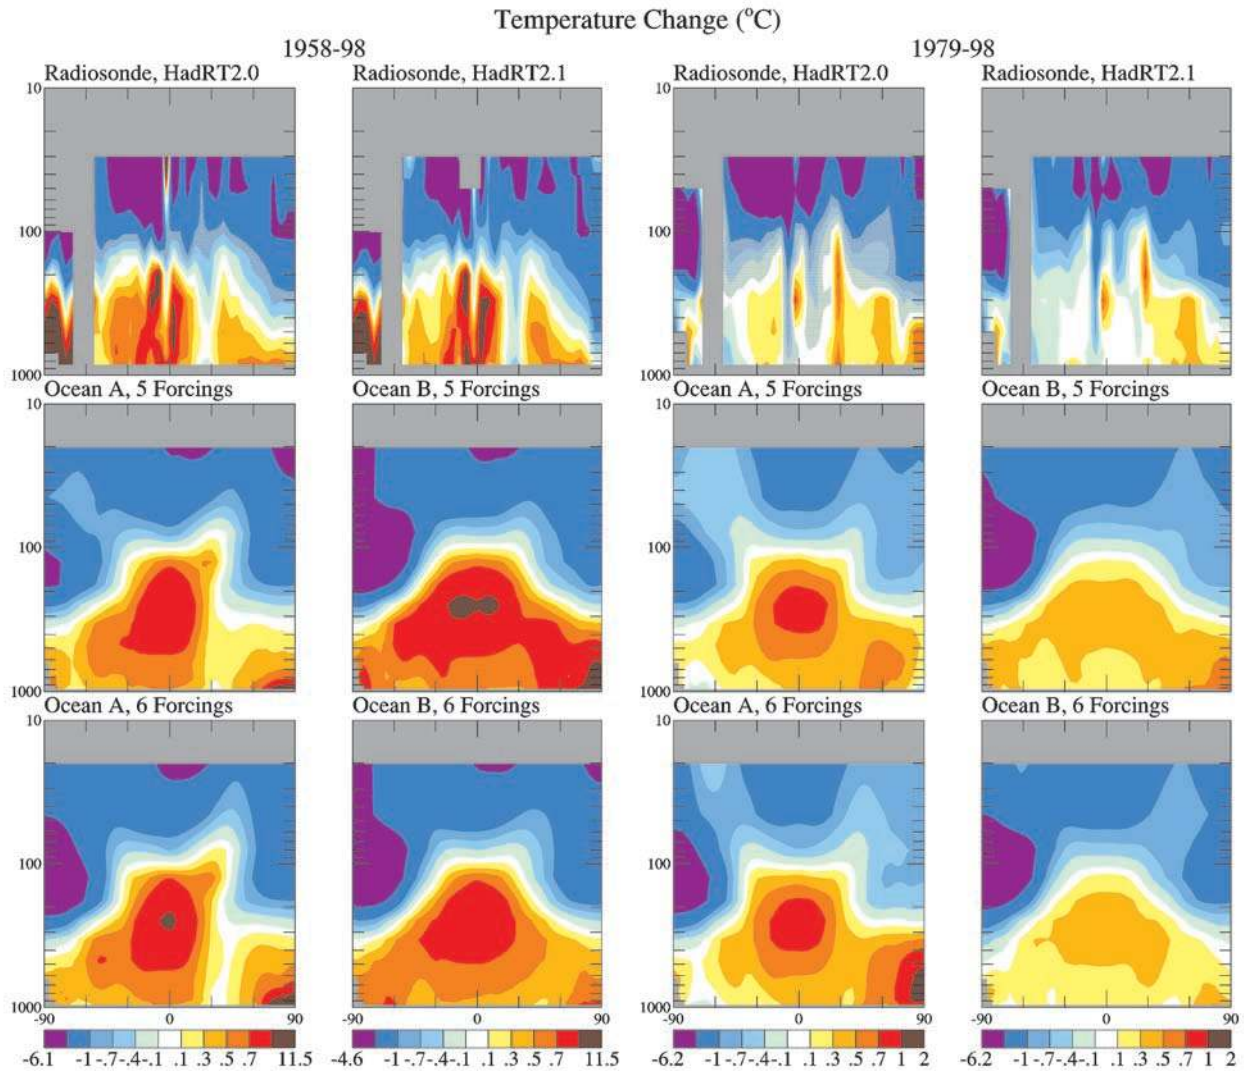 Temperature Change (°C)
1958-98 1979-98
Radiosonde, HadRT2.0 Radiosonde, HadRT2.1 Radiosonde, HadRT2.0 Radiosonde, HadRT2.1
10
100
1000
Ocean A, 5 Forcings Ocean B, 5 Forcings Ocean A, 5 Forcings Ocean B, 5 Forcings
10
100
1000
Ocean A, 6 Forcings Ocean B, 6 Forcings Ocean A, 6 Forcings Ocean B, 6 Forcings
10
100
1000
-90 0 90 -90 0 90 -90 0 90 -90 0 90
-6.1 -1 -.7 -.4 -.1 .1 .3 .5 .7 1 1.5 -4.6 -1 -.7 -.4 -.1 .1 .3 .5 .7 1 1.5 -6.2 -1 -.7 -.4 -.1 .1 .3 .5 .7 1 2 -6.2 -1 -.7 -.4 -.1 .1 .3 .5 .7 1 2